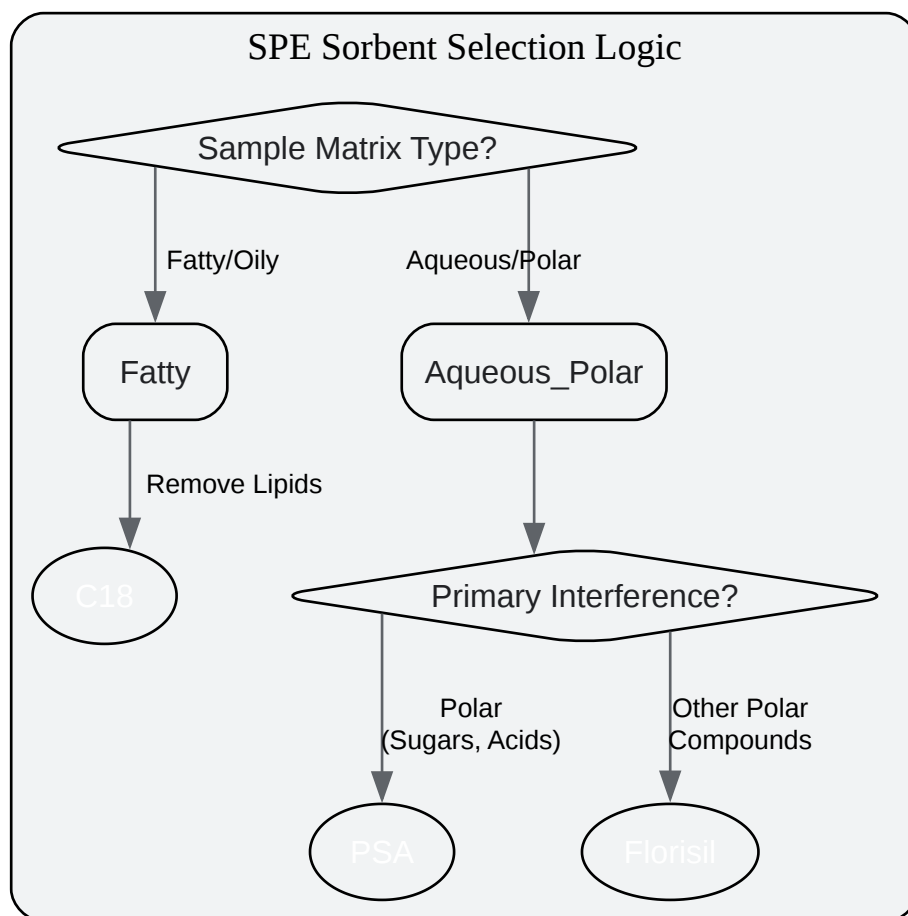 SPE Sorbent Selection Logic
Sample Matrix Type?
Fatty/Oily
Aqueous/Polar
Fatty
Aqueous_Polar
Remove Lipids
C18
Primary Interference?
Polar
(Sugars, Acids)
Other Polar
Compounds
PSA
Florisil